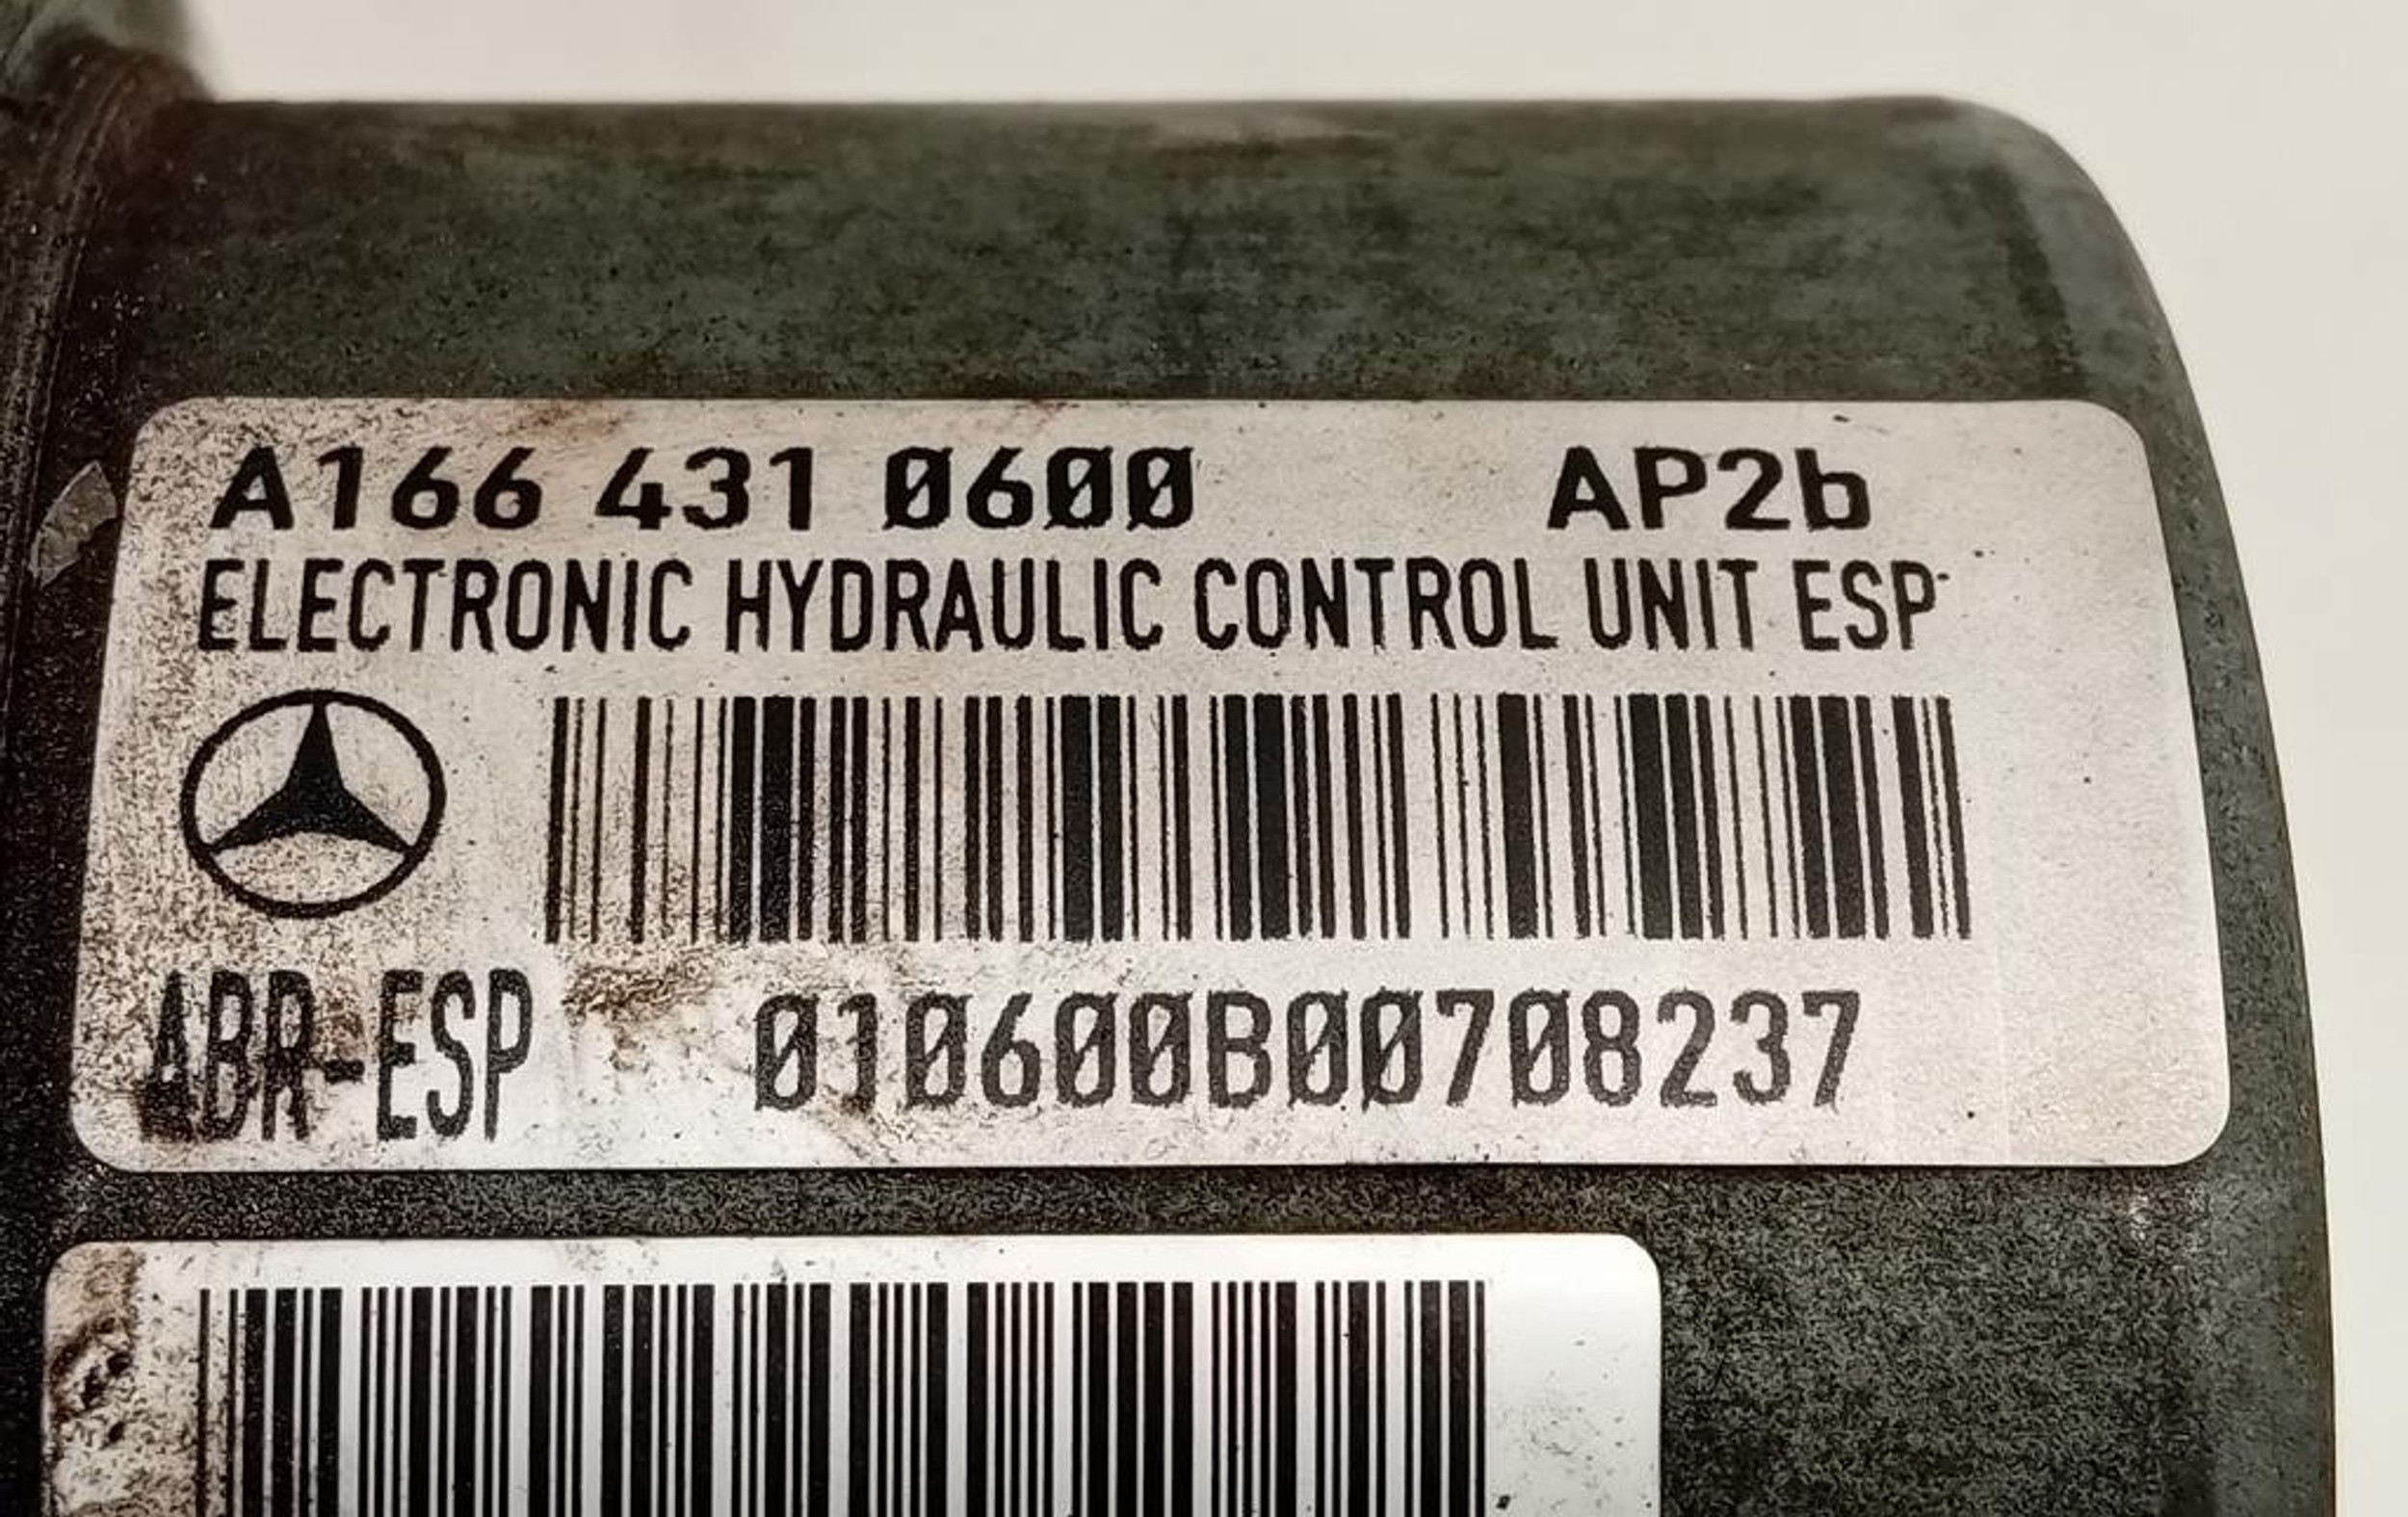 A166 431 0600 AP2b
ELECTRONIC HYDRAULIC CONTROL UNIT ESP
ABR-ESP 010600B00708237